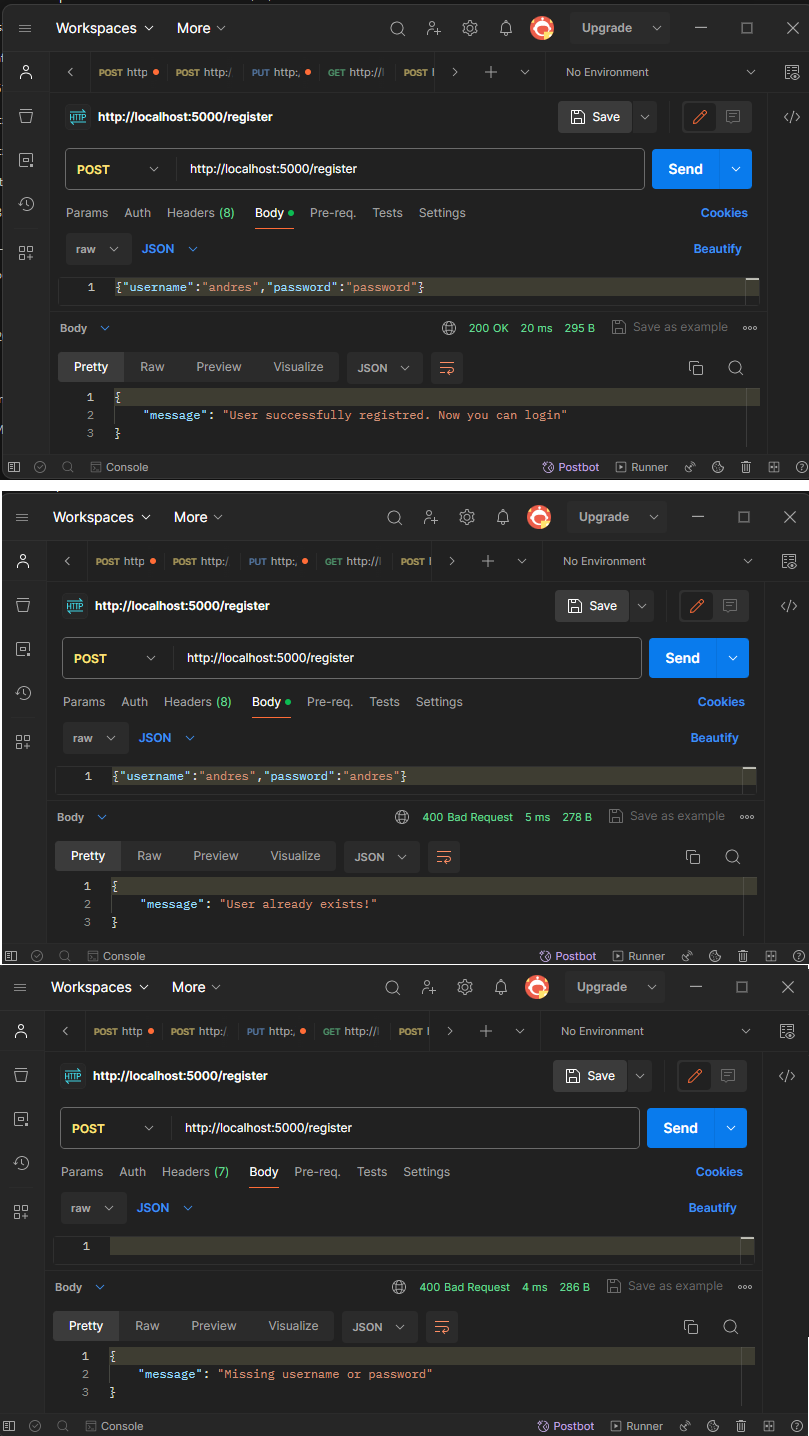 Workspaces More Upgrade
POST http POST http:/ PUT http:, GET http://l POST l No Environment
HTTP http://localhost:5000/register Save
POST http://localhost:5000/register Send
Params Auth Headers (8) Body Pre-req. Tests Settings Cookies
raw JSON Beautify
1 {"username":"andres","password":"password"}
Body 200 OK 20 ms 295 B Save as example
Pretty Raw Preview Visualize JSON
1 {
2 "message": "User successfully registred. Now you can login"
3 }
Console Postbot Runner
Workspaces More Upgrade
POST http POST http:/ PUT http:, GET http://l POST l No Environment
HTTP http://localhost:5000/register Save
POST http://localhost:5000/register Send
Params Auth Headers (8) Body Pre-req. Tests Settings Cookies
raw JSON Beautify
1 {"username":"andres","password":"andres"}
Body 400 Bad Request 5 ms 278 B Save as example
Pretty Raw Preview Visualize JSON
1 {
2 "message": "User already exists!"
3 }
Console Postbot Runner
Workspaces More Upgrade
POST http POST http:/ PUT http:, GET http://l POST l No Environment
HTTP http://localhost:5000/register Save
POST http://localhost:5000/register Send
Params Auth Headers (7) Body Pre-req. Tests Settings Cookies
raw JSON Beautify
1
Body 400 Bad Request 4 ms 286 B Save as example
Pretty Raw Preview Visualize JSON
1 {
2 "message": "Missing username or password"
3 }
Console Postbot Runner